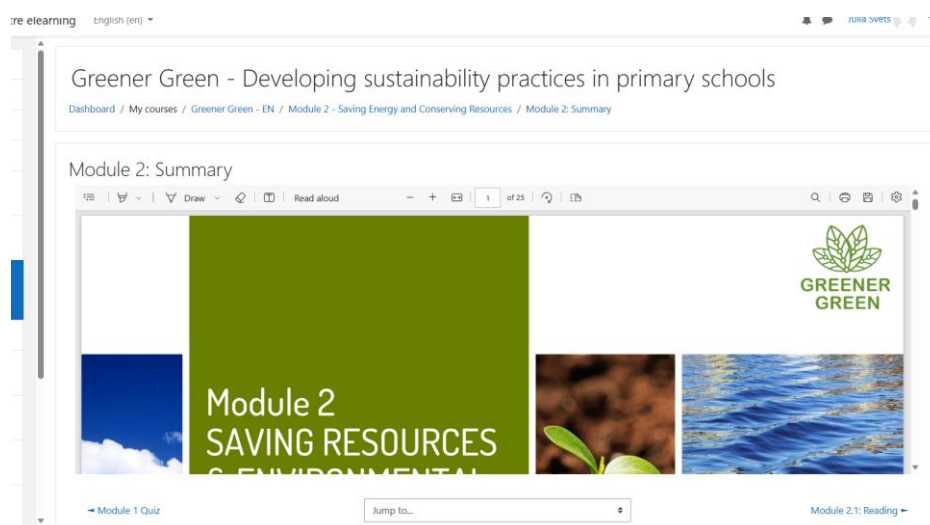 tre elearning English (en)
Julia Svets
Greener Green - Developing sustainability practices in primary schools
Dashboard / My courses / Greener Green - EN / Module 2 - Saving Energy and Conserving Resources / Module 2: Summary
Module 2: Summary
Draw Read aloud - + 1 of 25
GREENER
GREEN
Module 2
SAVING RESOURCES
& ENVIRONMENTAL
◄ Module 1 Quiz
Jump to...
Module 2.1: Reading ►